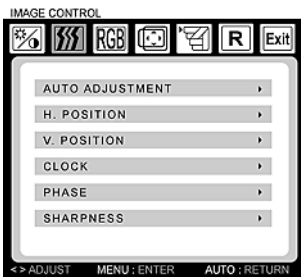 IMAGE CONTROL
RGB R Exit
AUTO ADJUSTMENT
H. POSITION
V. POSITION
CLOCK
PHASE
SHARPNESS
< > ADJUST MENU : ENTER AUTO : RETURN